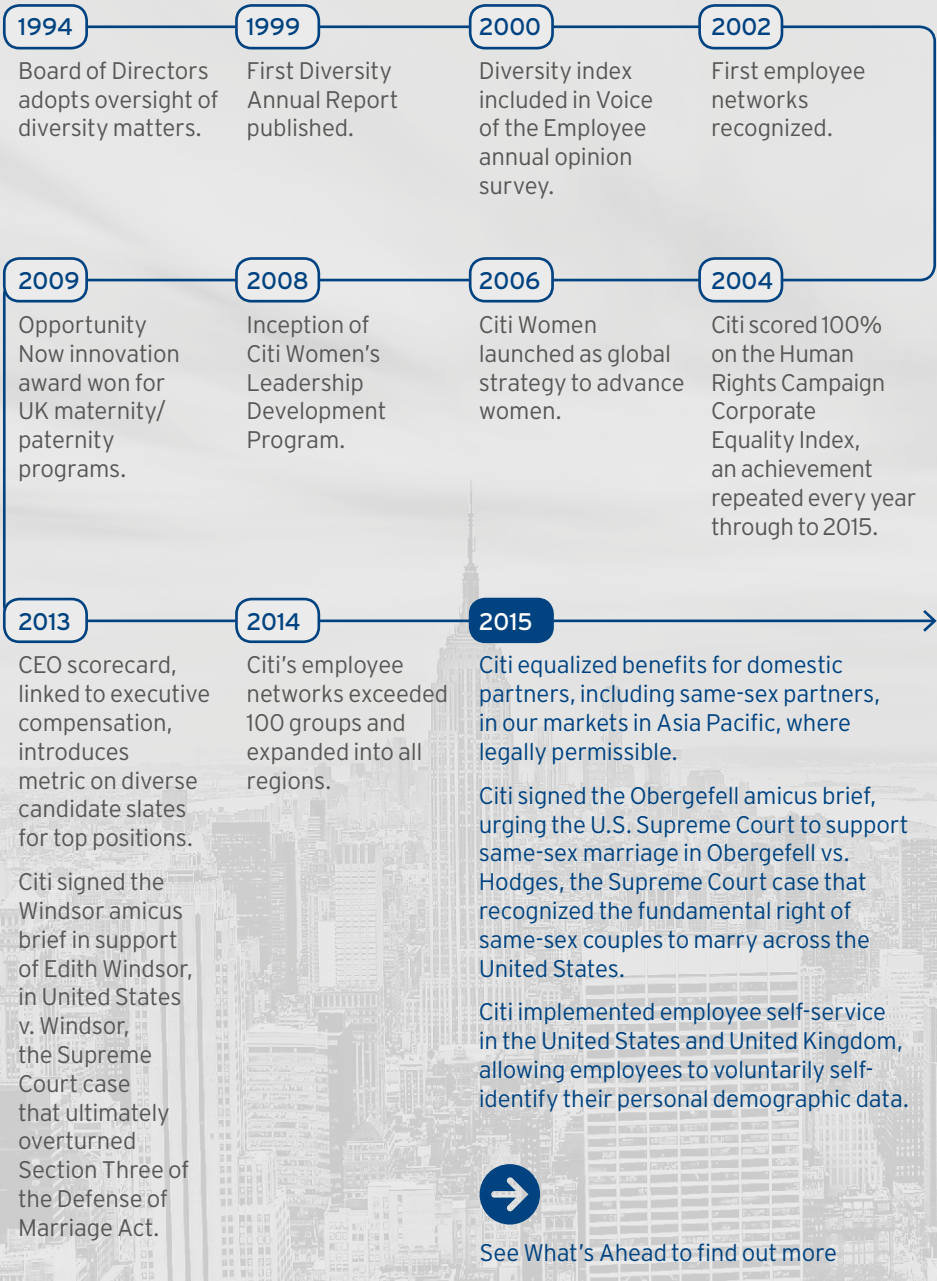 1994
Board of Directors
adopts oversight of
diversity matters.
1999
First Diversity
Annual Report
published.
2000
Diversity index
included in Voice
of the Employee
annual opinion
survey.
2002
First employee
networks
recognized.
2004
Citi scored 100%
on the Human
Rights Campaign
Corporate
Equality Index,
an achievement
repeated every year
through to 2015.
2006
Citi Women
launched as global
strategy to advance
women.
2008
Inception of
Citi Women's
Leadership
Development
Program.
2009
Opportunity
Now innovation
award won for
UK maternity/
paternity
programs.
2013
CEO scorecard,
linked to executive
compensation,
introduces
metric on diverse
candidate slates
for top positions.
Citi signed the
Windsor amicus
brief in support
of Edith Windsor,
in United States
v. Windsor,
the Supreme
Court case
that ultimately
overturned
Section Three of
the Defense of
Marriage Act.
2014
Citi's employee
networks exceeded
100 groups and
expanded into all
regions.
2015
Citi equalized benefits for domestic
partners, including same-sex partners,
in our markets in Asia Pacific, where
legally permissible.
Citi signed the Obergefell amicus brief,
urging the U.S. Supreme Court to support
same-sex marriage in Obergefell vs.
Hodges, the Supreme Court case that
recognized the fundamental right of
same-sex couples to marry across the
United States.
Citi implemented employee self-service
in the United States and United Kingdom,
allowing employees to voluntarily self-
identify their personal demographic data.
See What's Ahead to find out more